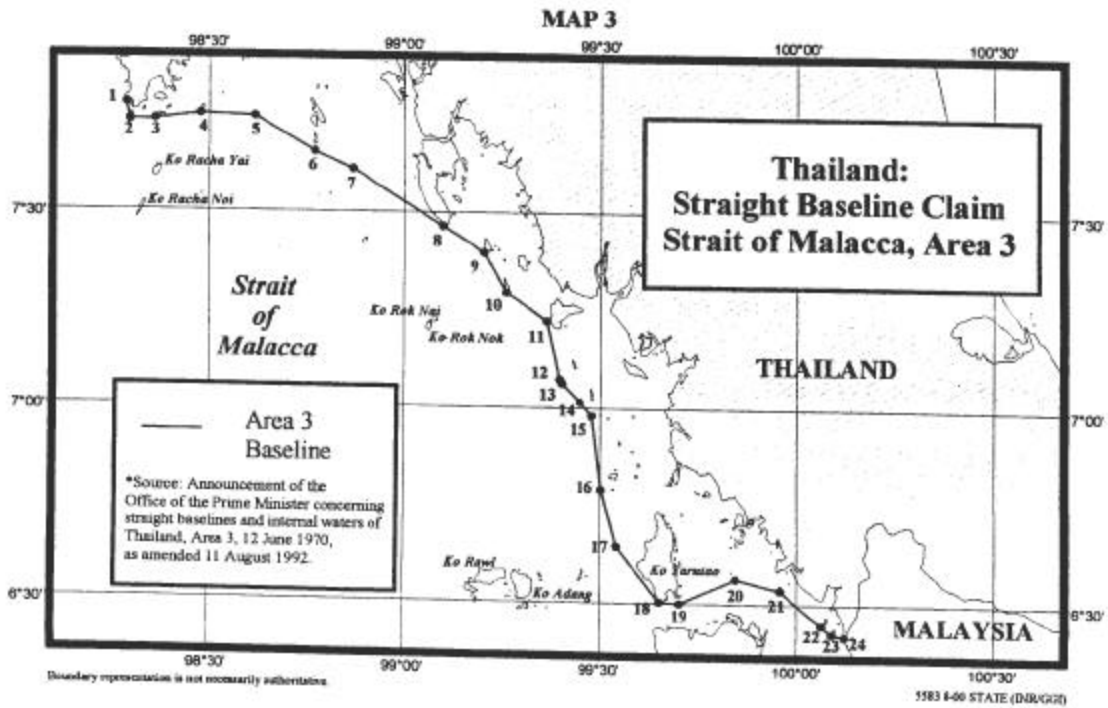 MAP 3
98°30'
99°00'
99°30'
100°00'
100°30'
1
2
3
4
5
6
7
8
9
10
11
12
13
14
15
16
17
18
19
20
21
22
23
24
Ko Racha Yai
Ko Racha Noi
7°30'
7°30'
Thailand:
Straight Baseline Claim
Strait of Malacca, Area 3
Strait
of
Malacca
Ko Rok Nai
Ko Rok Nok
THAILAND
7°00'
7°00'
Area 3
Baseline
*Source: Announcement of the
Office of the Prime Minister concerning
straight baselines and internal waters of
Thailand, Area 3, 12 June 1970,
as amended 11 August 1992.
Ko Rawi
Ko Adang
Ko Tarutao
6°30'
6°30'
MALAYSIA
98°30'
99°00'
99°30'
100°00'
100°30'
Boundary representation is not necessarily authoritative.
5583 8-00 STATE (INR/GGI)